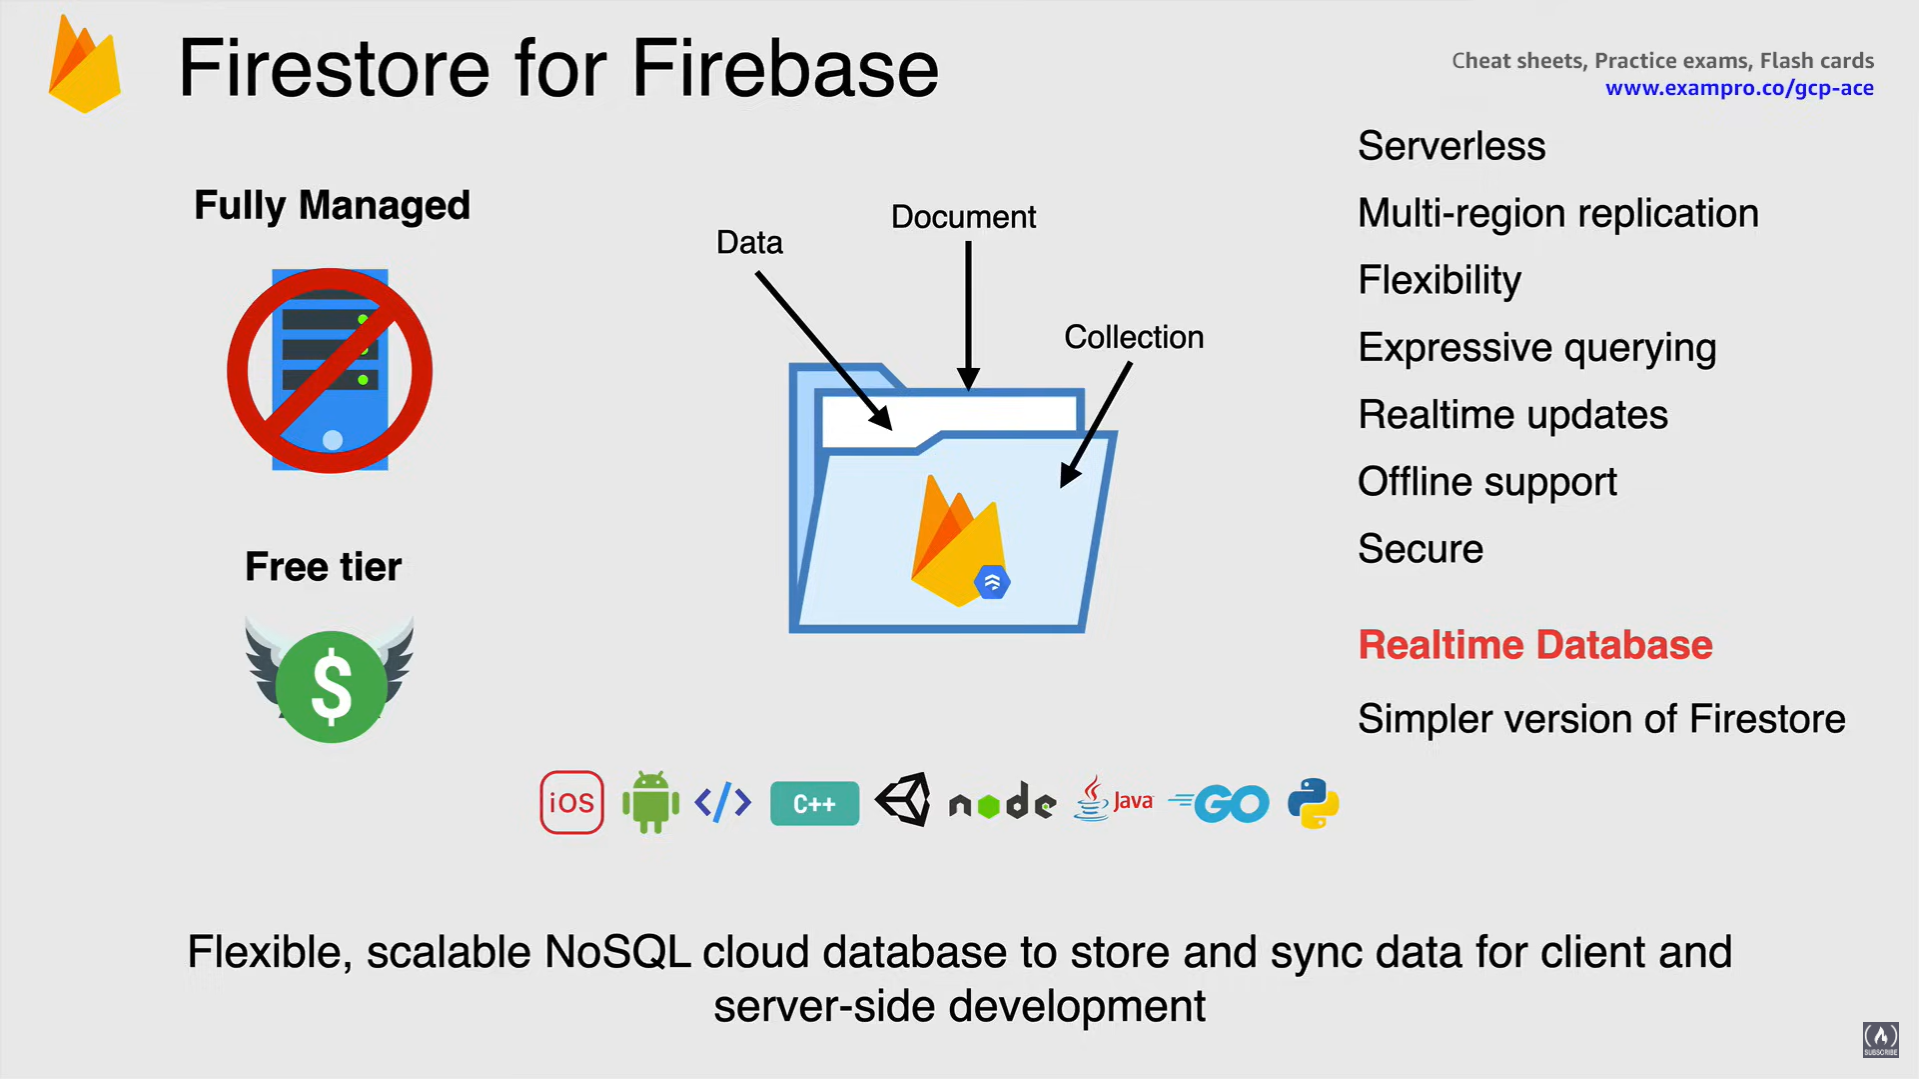 Firestore for Firebase
Cheat sheets, Practice exams, Flash cards
www.exampro.co/gcp-ace
Fully Managed
Free tier
$
Data
Document
Collection
Serverless
Multi-region replication
Flexibility
Expressive querying
Realtime updates
Offline support
Secure
Realtime Database
Simpler version of Firestore
iOS
</>
C++
node
Java
GO
Flexible, scalable NoSQL cloud database to store and sync data for client and
server-side development
SUBSCRIBE